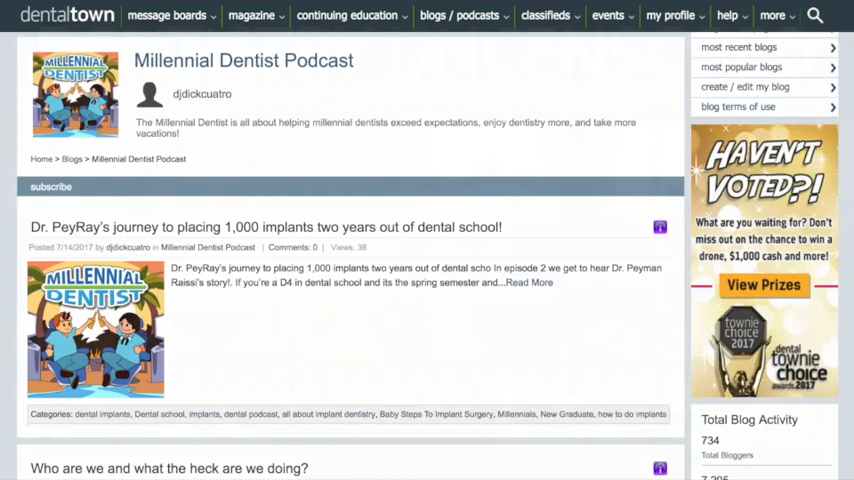 dentaltown
message boards
magazine
continuing education
blogs / podcasts
classifieds
events
my profile
help
more
MILLENNIAL
DENTIST
Millennial Dentist Podcast
djdickcuatro
The Millennial Dentist is all about helping millennial dentists exceed expectations, enjoy dentistry more, and take more
vacations!
Home > Blogs > Millennial Dentist Podcast
subscribe
Dr. PeyRay's journey to placing 1,000 implants two years out of dental school!
Posted 7/14/2017 by djdickcuatro in Millennial Dentist Podcast | Comments: 0 | Views: 38
MILLENNIAL
DENTIST
Dr. PeyRay's journey to placing 1,000 implants two years out of dental scho In episode 2 we get to hear Dr. Peyman
Raissi's story!. If you're a D4 in dental school and its the spring semester and...Read More
Categories: dental implants, Dental school, implants, dental podcast, all about implant dentistry, Baby Steps To Implant Surgery, Millennials, New Graduate, how to do implants
Who are we and what the heck are we doing?
most recent blogs
most popular blogs
create / edit my blog
blog terms of use
HAVEN'T
VOTED?!
What are you waiting for? Don't
miss out on the chance to win a
drone, $1,000 cash and more!
View Prizes
townie
choice
2017
dental
townie
choice
awards 2017
Total Blog Activity
734
Total Bloggers